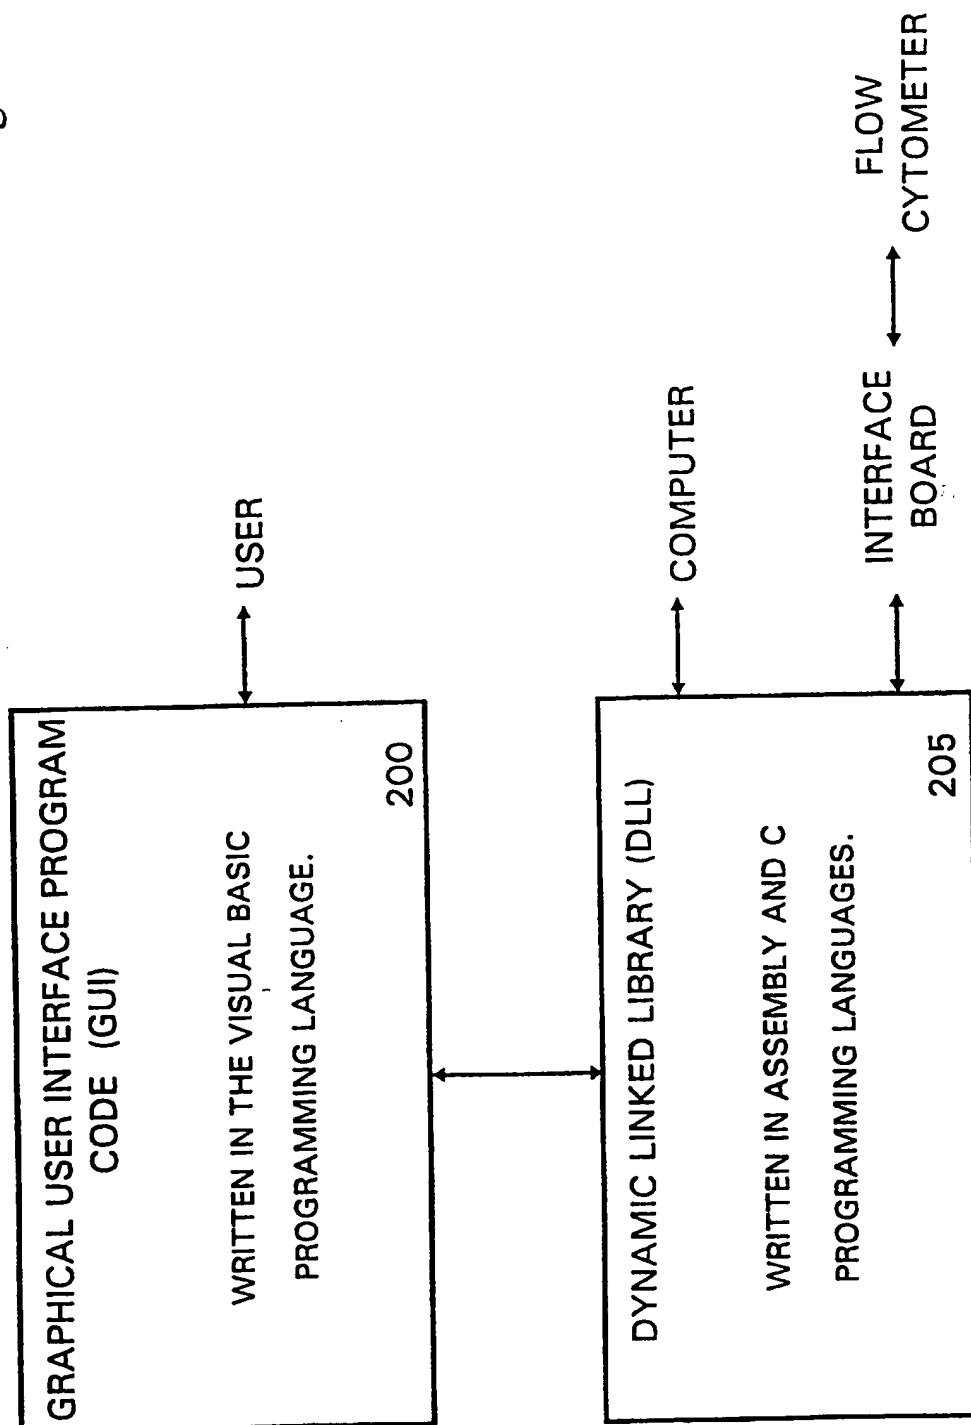 GRAPHICAL USER INTERFACE PROGRAM
CODE (GUI)
WRITTEN IN THE VISUAL BASIC
PROGRAMMING LANGUAGE.
200
USER
DYNAMIC LINKED LIBRARY (DLL)
WRITTEN IN ASSEMBLY AND C
PROGRAMMING LANGUAGES.
205
COMPUTER
INTERFACE
BOARD
FLOW
CYTOMETER